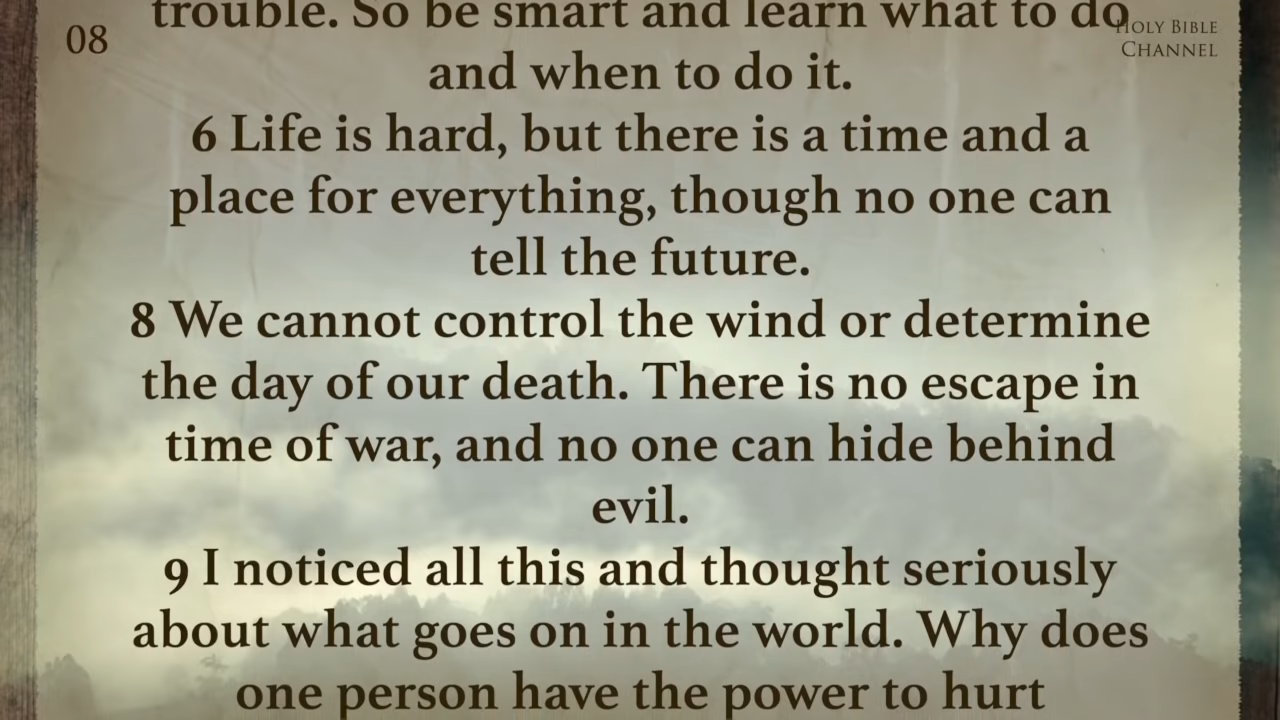 trouble. So be smart and learn what to do
08
HOLY BIBLE
CHANNEL
and when to do it.
6 Life is hard, but there is a time and a
place for everything, though no one can
tell the future.
8 We cannot control the wind or determine
the day of our death. There is no escape in
time of war, and no one can hide behind
evil.
9 I noticed all this and thought seriously
about what goes on in the world. Why does
one person have the power to hurt